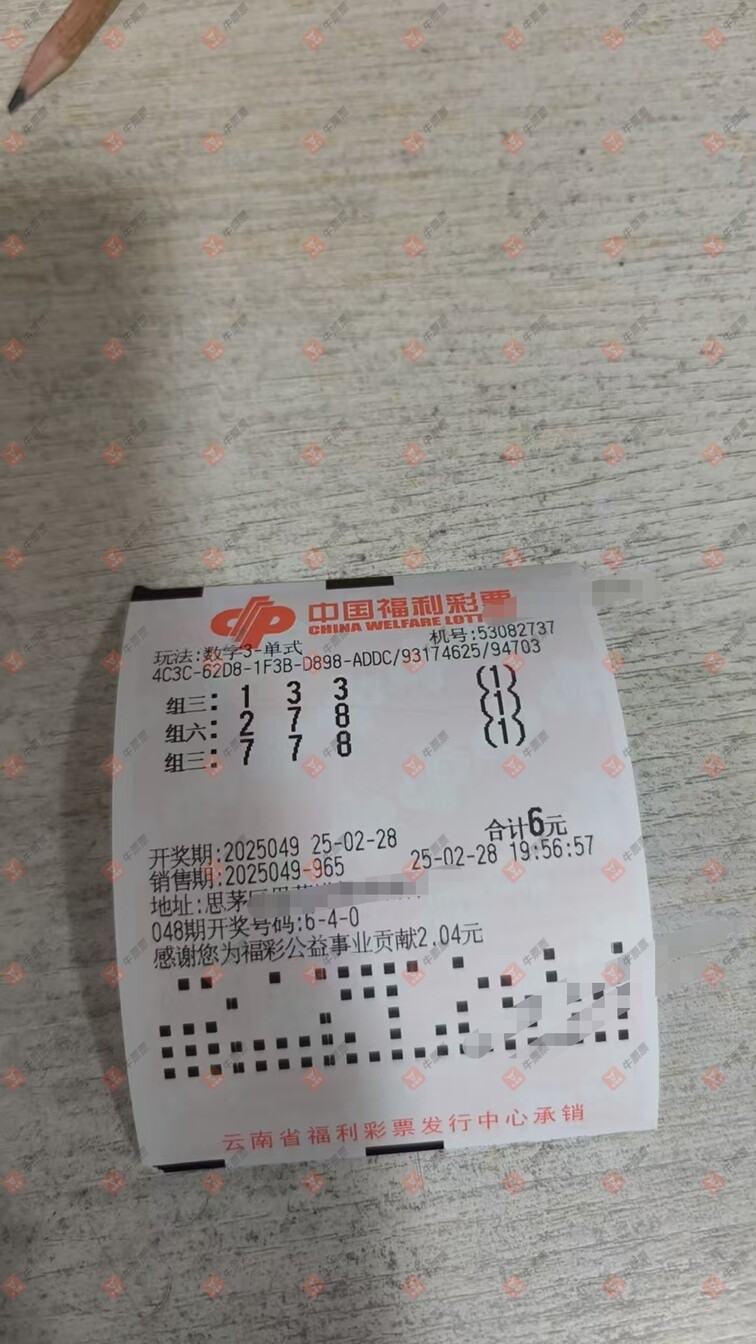 中国福利彩票
CHINA WELFARE LOTT
玩法:数字3-单式 机号:53082737
4C3C-62D8-1F3B-D898-ADDC/93174625/94703
组三: 1 3 3 (1)
组六: 2 7 8 (1)
组三: 7 7 8 (1)
合计6元
开奖期:2025049 25-02-28
销售期:2025049-965 25-02-28 19:56:57
地址:思茅
048期开奖号码:6-4-0
感谢您为福彩公益事业贡献2.04元
云南省福利彩票发行中心承销
牛票票